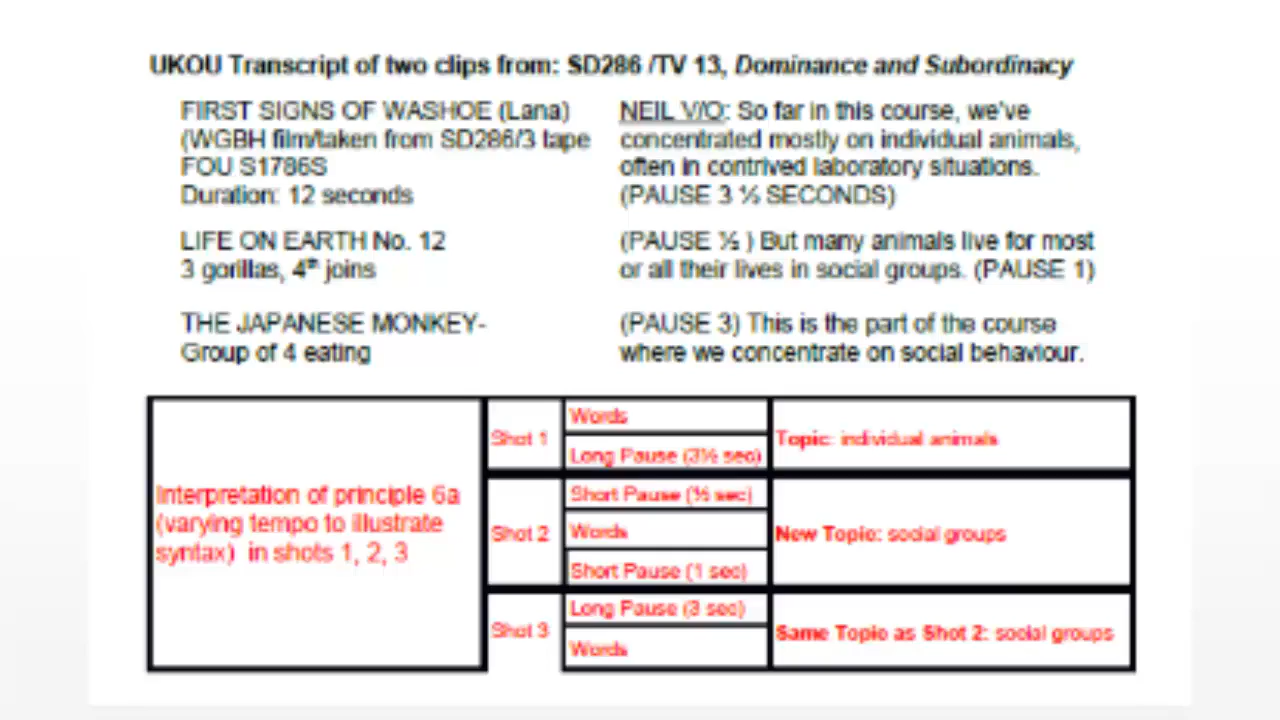 UKOU Transcript of two clips from: SD286 /TV 13, Dominance and Subordinacy
FIRST SIGNS OF WASHOE (Lana)
(WGBH film/taken from SD286/3 tape
FOU S1786S
Duration: 12 seconds
NEIL V/O: So far in this course, we've
concentrated mostly on individual animals,
often in contrived laboratory situations.
(PAUSE 3 ½ SECONDS)
LIFE ON EARTH No. 12
3 gorillas, 4th joins
(PAUSE ½ ) But many animals live for most
or all their lives in social groups. (PAUSE 1)
THE JAPANESE MONKEY-
Group of 4 eating
(PAUSE 3) This is the part of the course
where we concentrate on social behaviour.
Interpretation of principle 6a
(varying tempo to illustrate
syntax) in shots 1, 2, 3
Shot 1
Words
Long Pause (3½ sec)
Topic: individual animals
Shot 2
Short Pause (½ sec)
Words
Short Pause (1 sec)
New Topic: social groups
Shot 3
Long Pause (3 sec)
Words
Same Topic as Shot 2: social groups